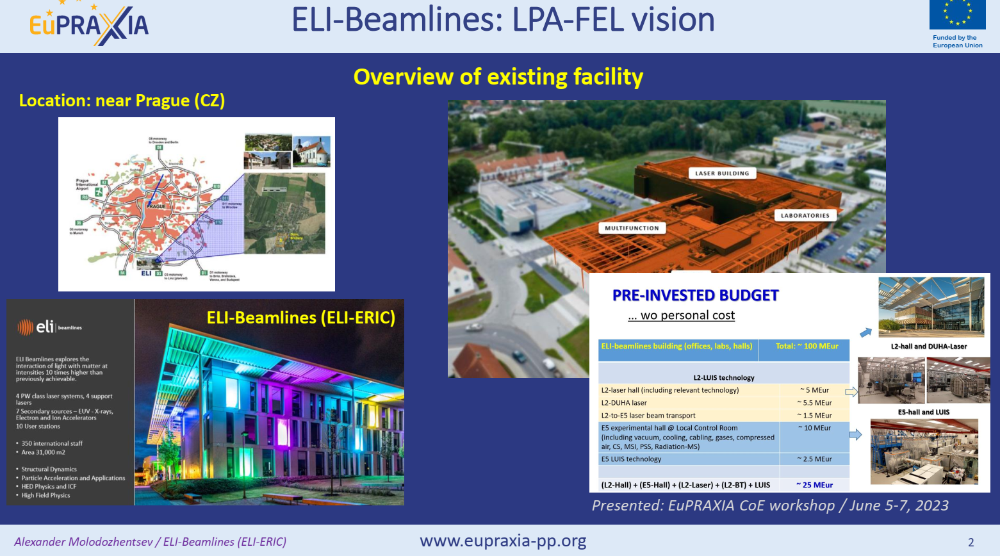 EuPRAXIA
ELI-Beamlines: LPA-FEL vision
Funded by the
European Union
Overview of existing facility
Location: near Prague (CZ)
D8 motorway
to Dresden and Berlin
D8
Prague
International
Airport
R7
R6
R10
D11
D11 motorway
to Wroclaw
PRAGUE
D5
D5 motorway
to Munich
R4
ELI
D3
D3 motorway
to Linz (planned)
D1
D1 motorway
to Brno, Bratislava,
Vienna, and Budapest
LASER BUILDING
LABORATORIES
MULTIFUNCTION
eli beamlines
ELI-Beamlines (ELI-ERIC)
ELI Beamlines explores the
interaction of light with matter at
intensities 10 times higher than
previously achievable.
4 PW class laser systems, 4 support
lasers
7 Secondary sources – EUV - X-rays,
Electron and Ion Accelerators
10 User stations
• 350 international staff
• Area 31,000 m2
• Structural Dynamics
• Particle Acceleration and Applications
• HED Physics and ICF
• High Field Physics
PRE-INVESTED BUDGET
... wo personal cost
ELI-beamlines building (offices, labs, halls) Total: ~ 100 MEur
L2-LUIS technology
L2-laser hall (including relevant technology) ~ 5 MEur
L2-DUHA laser ~ 5.5 MEur
L2-to-E5 laser beam transport ~ 1.5 MEur
E5 experimental hall @ Local Control Room ~ 10 MEur
(including vacuum, cooling, cabling, gases, compressed
air, CS, MSI, PSS, Radiation-MS)
E5 LUIS technology ~ 2.5 MEur
(L2-Hall) + (E5-Hall) + (L2-Laser) + (L2-BT) + LUIS ~ 25 MEur
L2-hall and DUHA-Laser
E5-hall and LUIS
Presented: EuPRAXIA CoE workshop / June 5-7, 2023
Alexander Molodozhentsev / ELI-Beamlines (ELI-ERIC)
www.eupraxia-pp.org
2